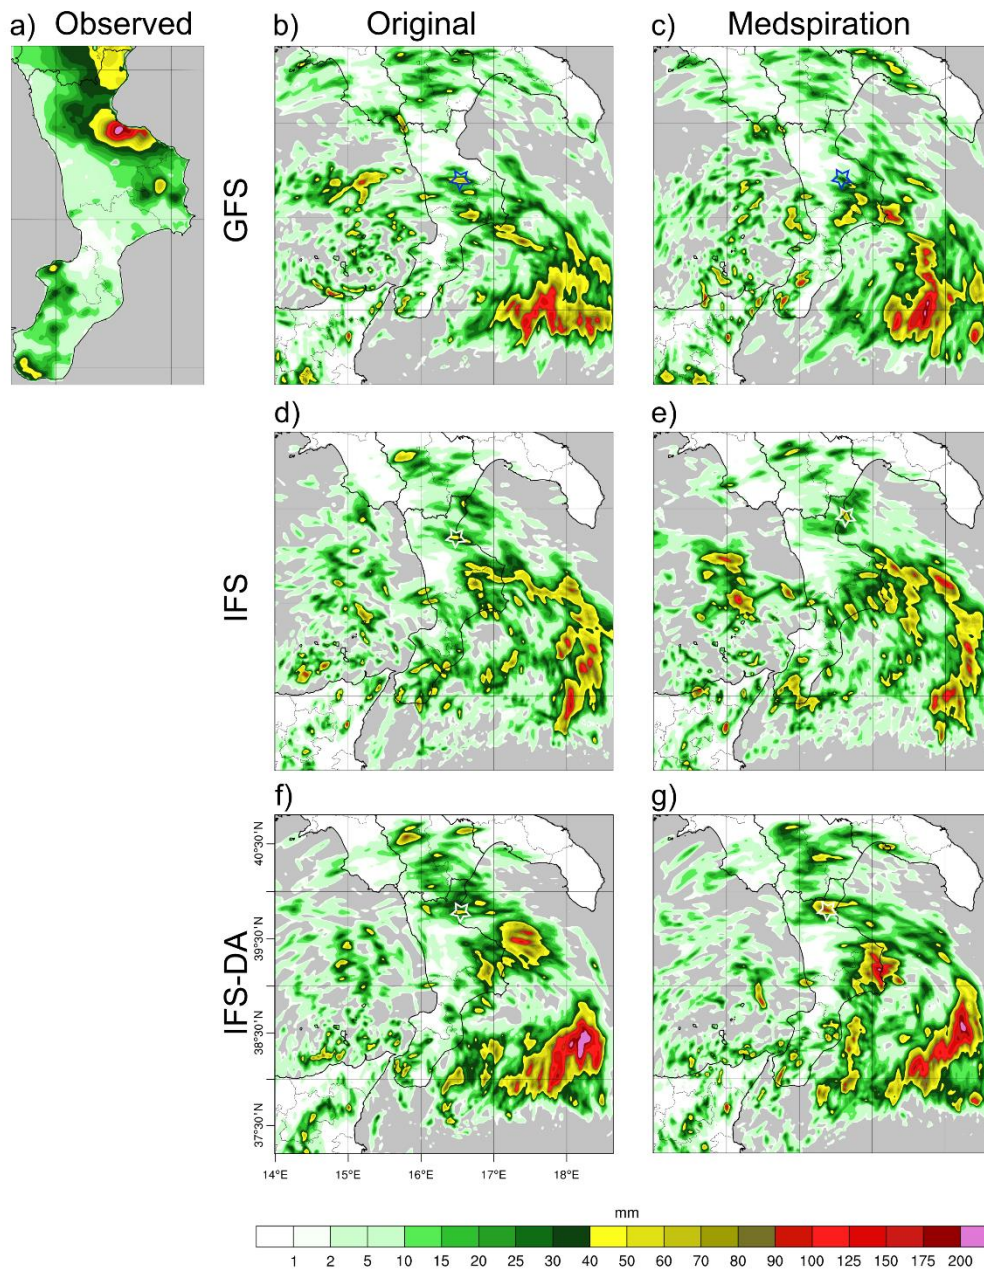 a) Observed
b) Original
c) Medspiration
GFS
d)
e)
IFS
f)
g)
IFS-DA
40°30'N
39°30'N
38°30'N
37°30'N
14°E 15°E 16°E 17°E 18°E
mm
1 2 5 10 15 20 25 30 40 50 60 70 80 90 100 125 150 175 200